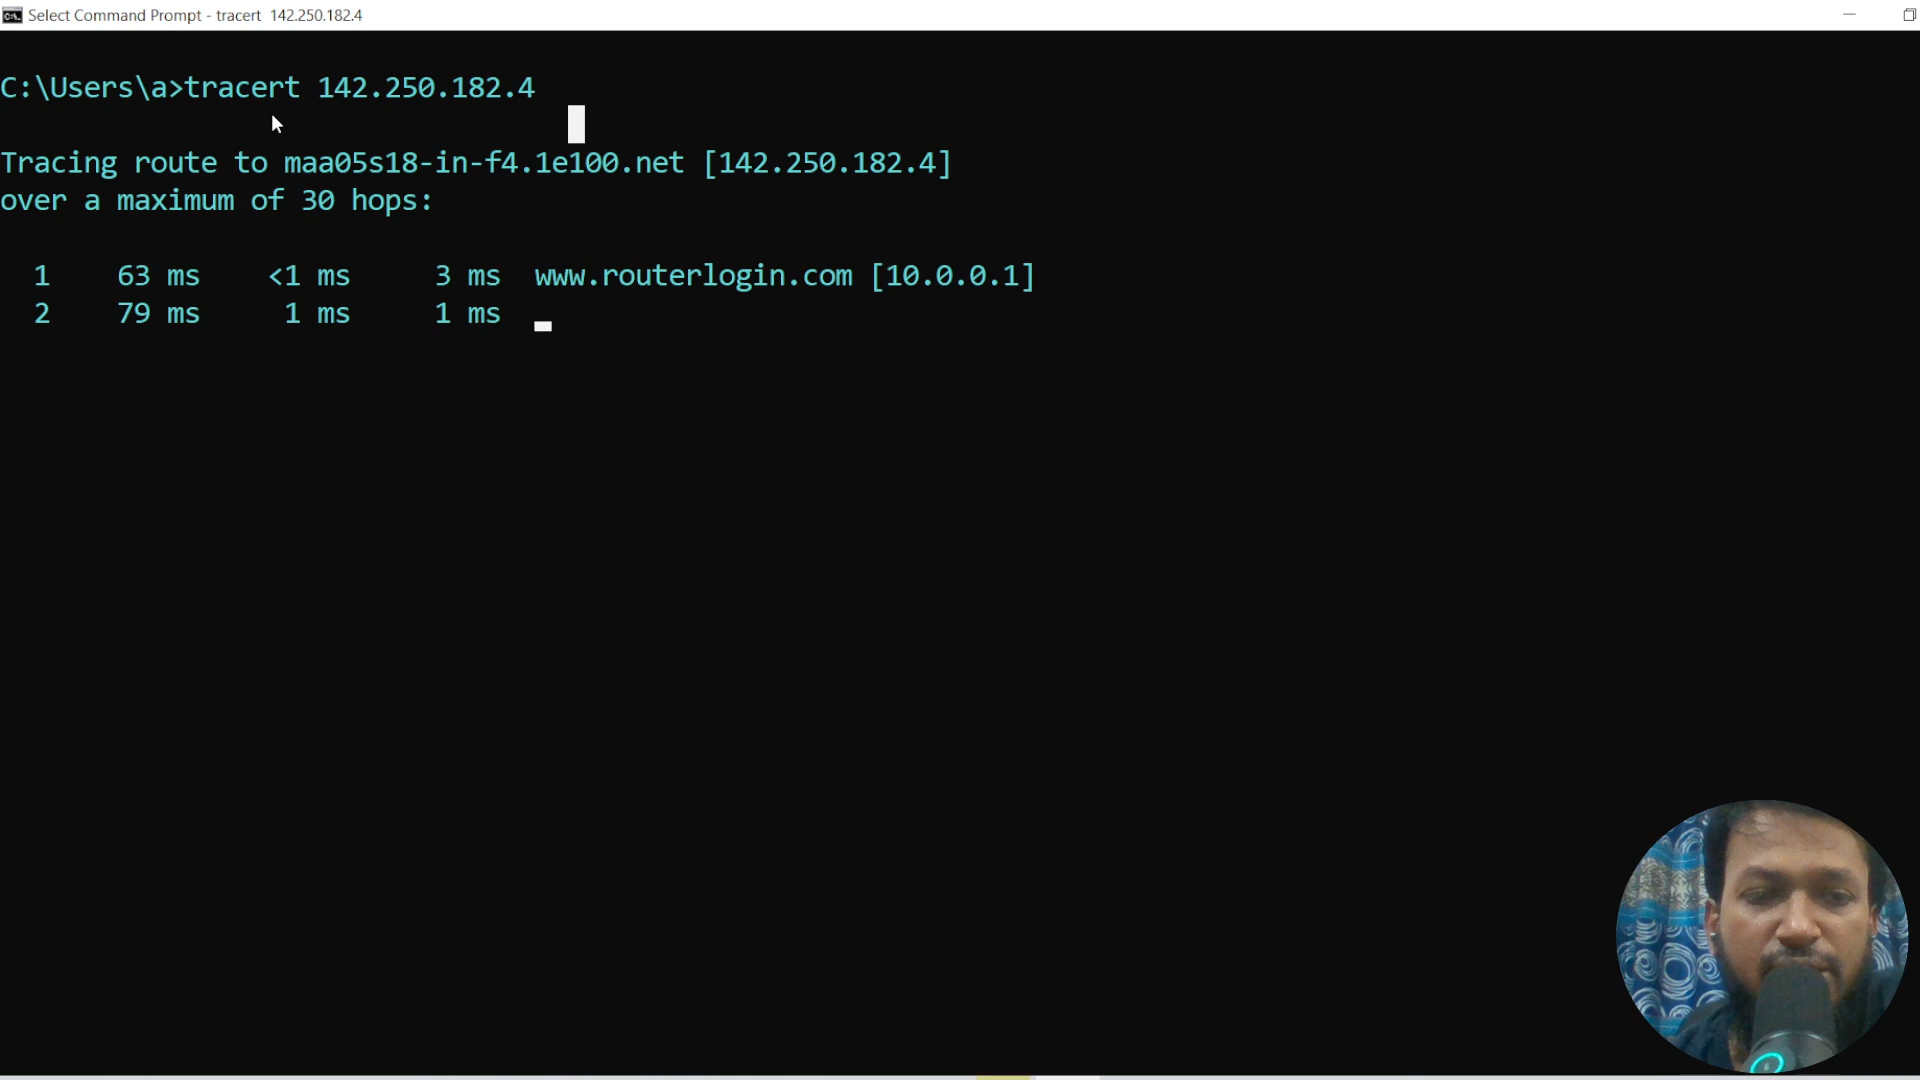 Select Command Prompt - tracert  142.250.182.4
C:\Users\a>tracert 142.250.182.4
Tracing route to maa05s18-in-f4.1e100.net [142.250.182.4]
over a maximum of 30 hops:
1    63 ms    <1 ms     3 ms  www.routerlogin.com [10.0.0.1]
2    79 ms     1 ms     1 ms